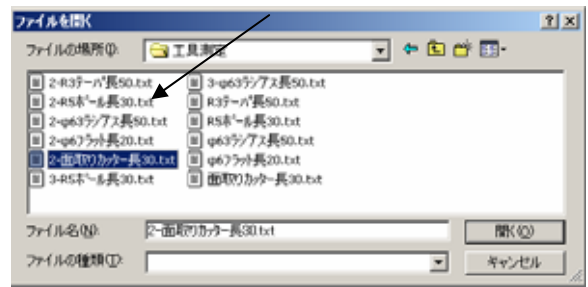 ファイルを開く
ファイルの場所(I):
工具測定
2-R3テーパ長50.txt
2-R5ボール長30.txt
2-φ63ラジアス長50.txt
2-φ67ラット長20.txt
2-面取りカッター長30.txt
3-R5ボール長30.txt
3-φ63ラジアス長50.txt
R3テーパ長50.txt
R5ボール長30.txt
φ63ラジアス長50.txt
φ67ラット長20.txt
面取りカッター長30.txt
ファイル名(N):
2-面取りカッター長30.txt
開く(O)
ファイルの種類(T):
キャンセル